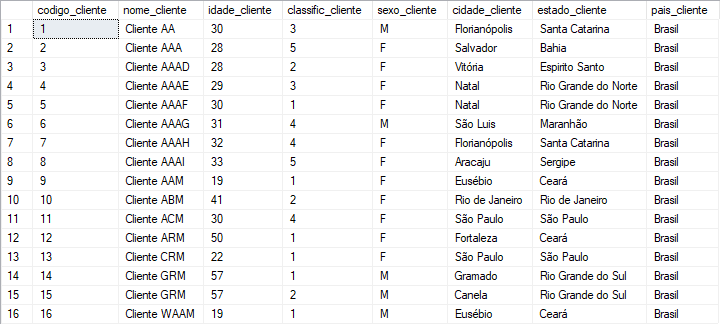 codigo_cliente nome_cliente idade_cliente classific_cliente sexo_cliente cidade_cliente estado_cliente pais_cliente
1 1 Cliente AA 30 3 M Florianópolis Santa Catarina Brasil
2 2 Cliente AAA 28 5 F Salvador Bahia Brasil
3 3 Cliente AAAD 28 2 F Vitória Espirito Santo Brasil
4 4 Cliente AAAE 29 3 F Natal Rio Grande do Norte Brasil
5 5 Cliente AAAF 30 1 F Natal Rio Grande do Norte Brasil
6 6 Cliente AAAG 31 4 M São Luis Maranhão Brasil
7 7 Cliente AAAH 32 4 F Florianópolis Santa Catarina Brasil
8 8 Cliente AAAI 33 5 F Aracaju Sergipe Brasil
9 9 Cliente AAM 19 1 F Eusébio Ceará Brasil
10 10 Cliente ABM 41 2 F Rio de Janeiro Rio de Janeiro Brasil
11 11 Cliente ACM 30 4 F São Paulo São Paulo Brasil
12 12 Cliente ARM 50 1 F Fortaleza Ceará Brasil
13 13 Cliente CRM 22 1 F São Paulo São Paulo Brasil
14 14 Cliente GRM 57 1 M Gramado Rio Grande do Sul Brasil
15 15 Cliente GRM 57 2 M Canela Rio Grande do Sul Brasil
16 16 Cliente WAAM 19 1 M Eusébio Ceará Brasil